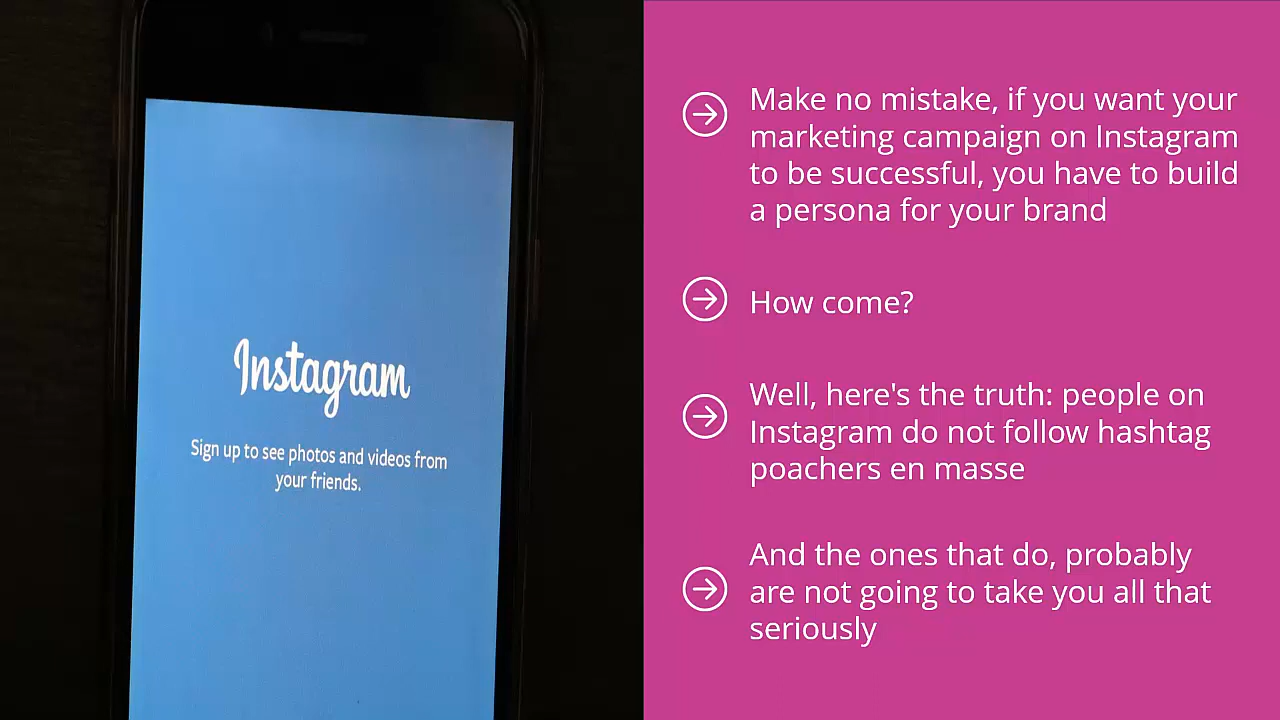 Instagram
Sign up to see photos and videos from
your friends.
Make no mistake, if you want your
marketing campaign on Instagram
to be successful, you have to build
a persona for your brand
How come?
Well, here's the truth: people on
Instagram do not follow hashtag
poachers en masse
And the ones that do, probably
are not going to take you all that
seriously